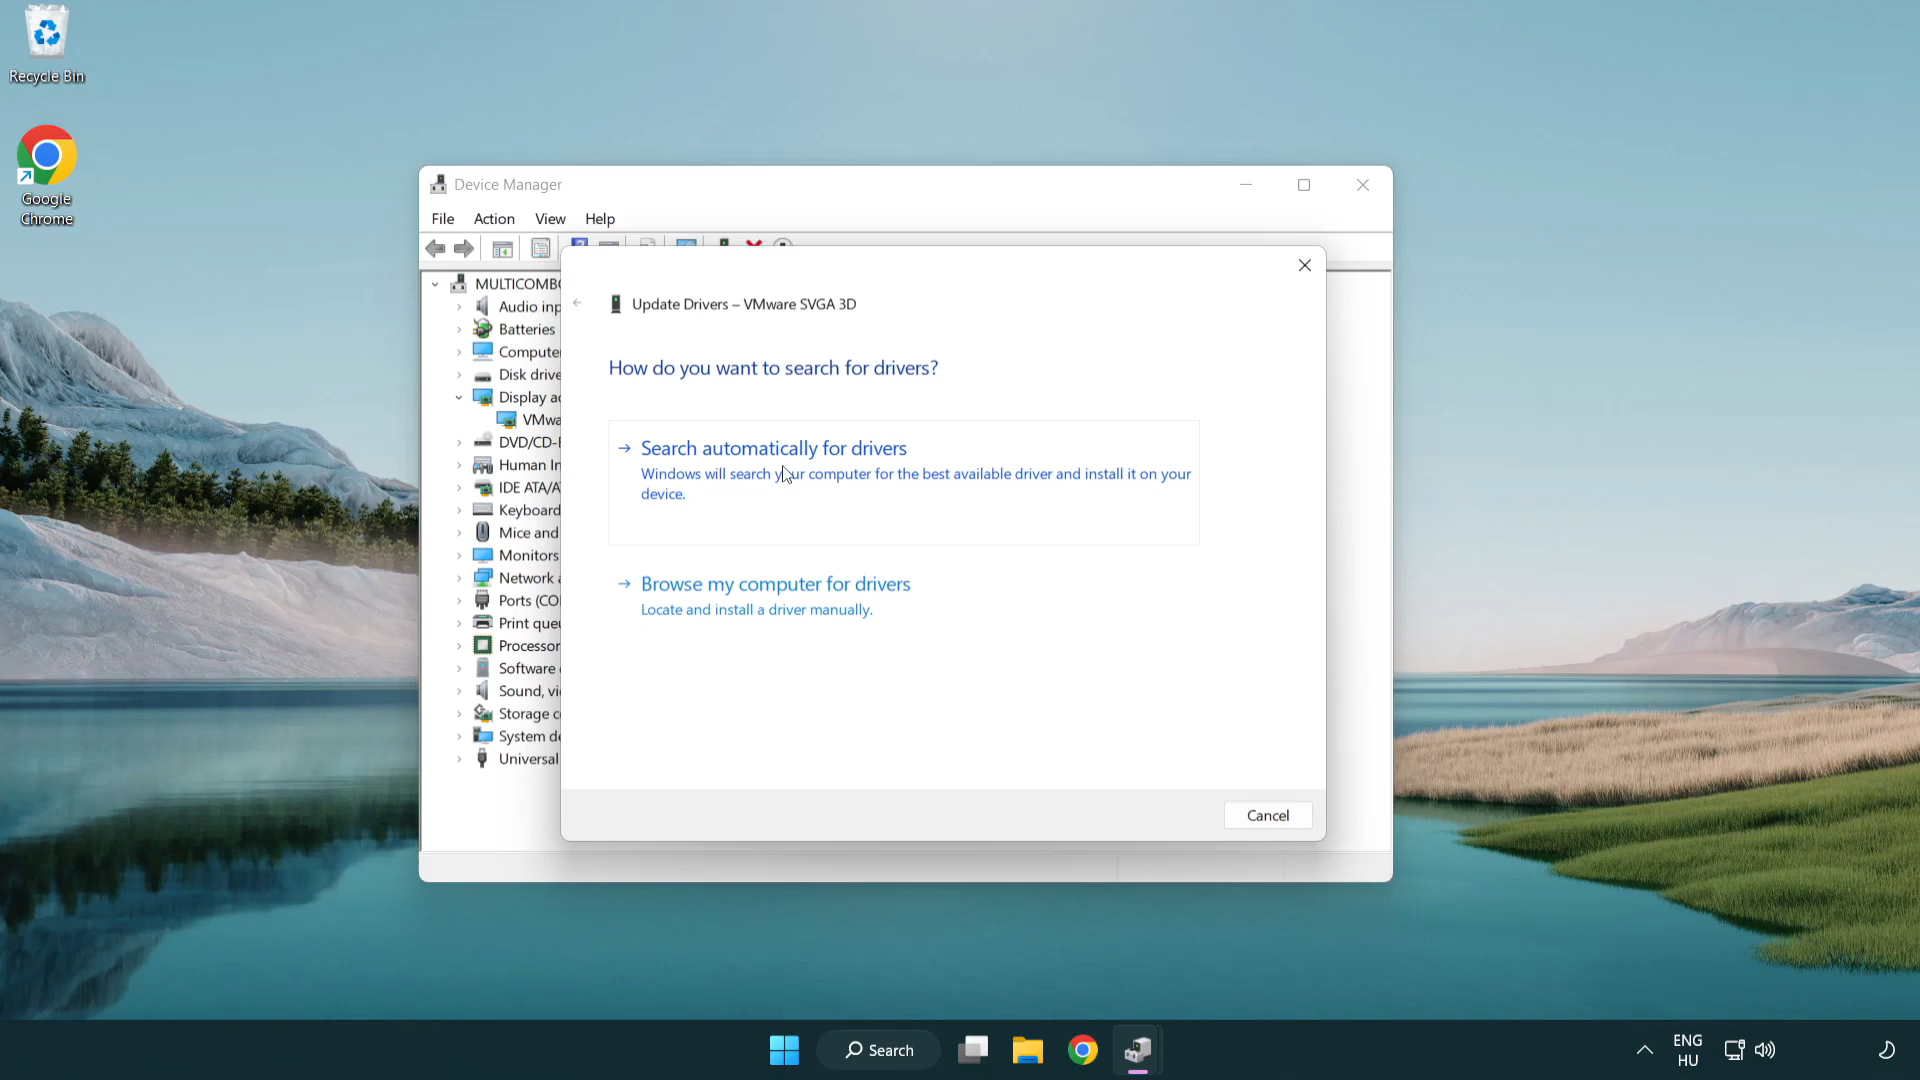 Recycle Bin
Google
Chrome
Device Manager
File Action View Help
MULTICOMBO
Audio inp
Batteries
Compute
Disk drive
Display ad
VMwa
DVD/CD-R
Human In
IDE ATA/A
Keyboard
Mice and
Monitors
Network a
Ports (CO
Print queu
Processor
Software
Sound, vi
Storage c
System de
Universal
Update Drivers – VMware SVGA 3D
How do you want to search for drivers?
Search automatically for drivers
Windows will search your computer for the best available driver and install it on your
device.
Browse my computer for drivers
Locate and install a driver manually.
Cancel
Search
ENG
HU